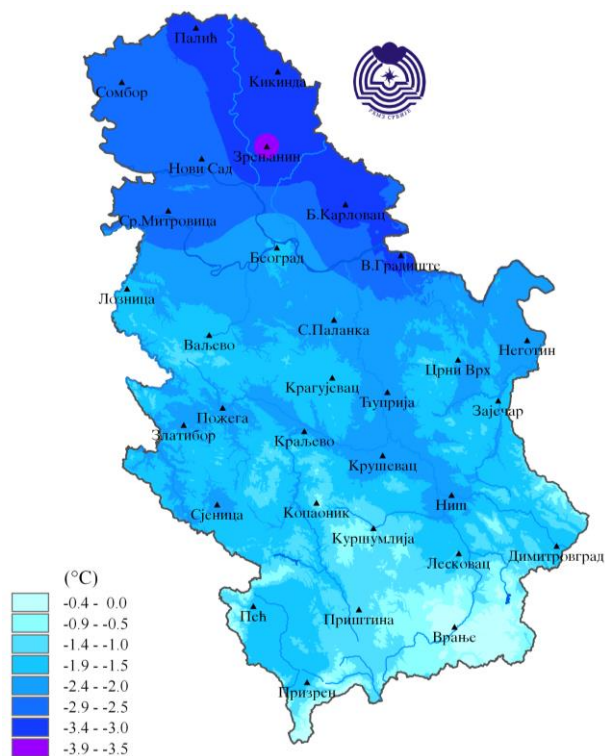 Палић
Кикинда
Сомбор
Зрењанин
Нови Сад
Б.Карловац
Ср.Митровица
Београд
В.Градиште
Лозница
С.Паланка
Ваљево
Неготин
Црни Врх
Крагујевац
Ћуприја
Зајечар
Пожега
Златибор
Краљево
Крушевац
Ниш
Сјеница
Копаоник
Куршумлија
Лесковац
Димитровград
Пећ
Приштина
Врање
Призрен
РХМЗ СРБИЈЕ
(°C)
-0.4 - 0.0
-0.9 - -0.5
-1.4 - -1.0
-1.9 - -1.5
-2.4 - -2.0
-2.9 - -2.5
-3.4 - -3.0
-3.9 - -3.5